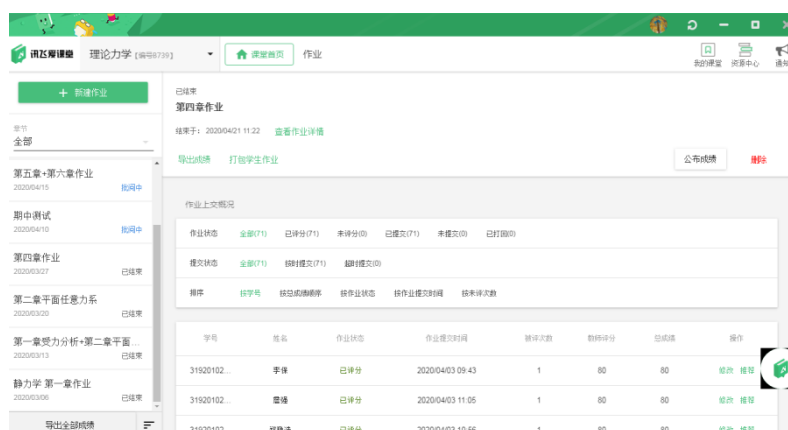 讯飞爱课堂 理论力学 [编号8739] 课堂首页 作业
我的课堂 资源中心 通知
+ 新建作业
章节
全部
第五章+第六章作业
2020/04/15 批阅中
期中测试
2020/04/10 批阅中
第四章作业
2020/03/27 已结束
第二章平面任意力系
2020/03/20 已结束
第一章受力分析+第二章平面...
2020/03/13 已结束
静力学 第一章作业
2020/03/06 已结束
导出全部成绩
已结束
第四章作业
结束于: 2020/04/21 11:22 查看作业详情
导出成绩 打包学生作业 公布成绩 删除
作业上交概况
作业状态 全部(71) 已评分(71) 未评分(0) 已提交(71) 未提交(0) 已打回(0)
提交状态 全部(71) 按时提交(71) 超时提交(0)
排序 按学号 按总成绩顺序 按作业状态 按作业提交时间 按未评次数
学号 姓名 作业状态 作业提交时间 被评次数 教师评分 总成绩 操作
31920102... 李保 已评分 2020/04/03 09:43 1 80 80 修改 推荐
31920102... 已评分 2020/04/03 11:05 1 80 80 修改 推荐